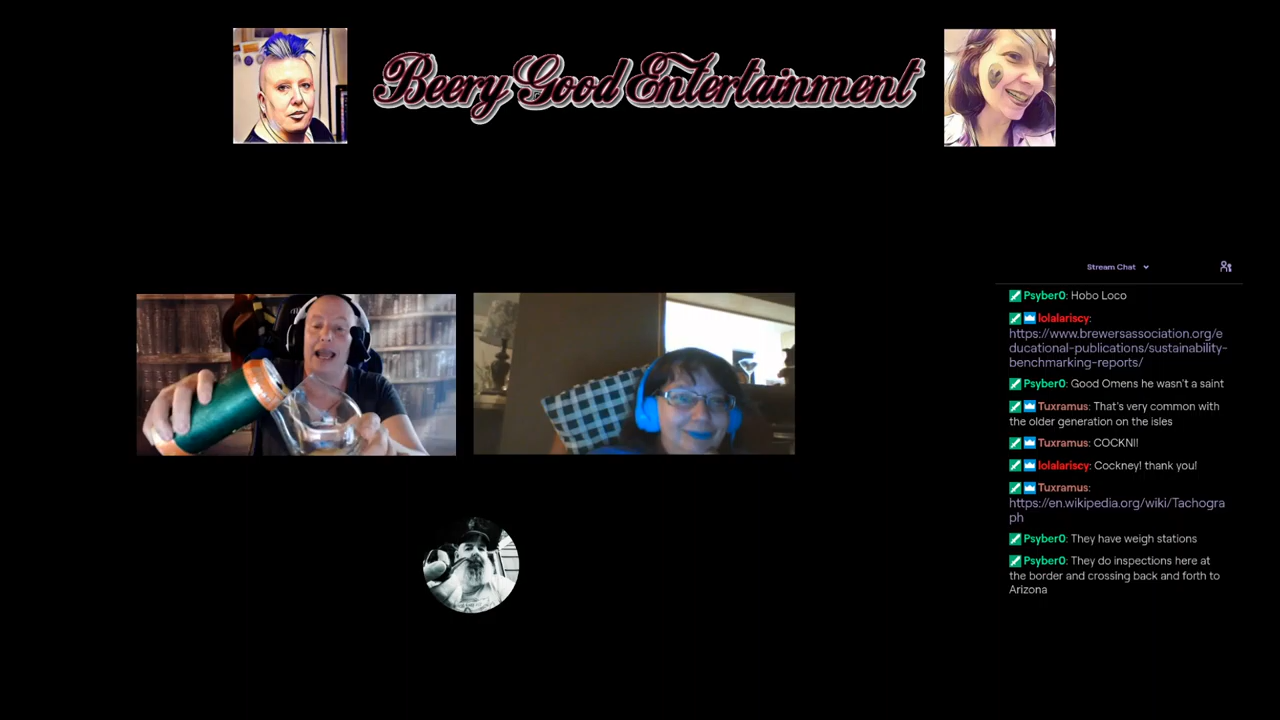 Beery Good Entertainment
Stream Chat
Psyber0: Hobo Loco
lolalariscy:
https://www.brewersassociation.org/e
ducational-publications/sustainability-
benchmarking-reports/
Psyber0: Good Omens he wasn't a saint
Tuxramus: That's very common with
the older generation on the isles
Tuxramus: COCKNI!!
lolalariscy: Cockney! thank you!
Tuxramus:
https://en.wikipedia.org/wiki/Tachogra
ph
Psyber0: They have weigh stations
Psyber0: They do inspections here at
the border and crossing back and forth to
Arizona